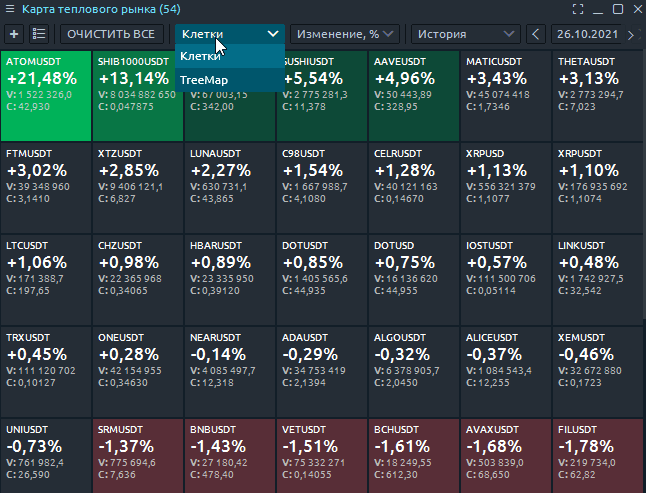 Карта теплового рынка (54)
ОЧИСТИТЬ ВСЕ Клетки Изменение, % История 26.10.2021
Клетки
TreeMap
ATOMUSDT SHIB1000USDT SUSHIUSDT AAVEUSDT MATICUSDT THETAUSDT
+21,48% +13,14% +5,54% +4,96% +3,43% +3,13%
V: 1 522 326,0 V: 8 034 882 650 V: 67 003,15 V: 2 775 281,3 V: 50 443,89 V: 45 074 418 V: 2 773 294,7
C: 42,930 C: 0,047875 C: 342,00 C: 11,378 C: 328,95 C: 1,7346 C: 7,023
FTMUSDT XTZUSDT LUNAUSDT C98USDT CELRUSDT XRPUSD XRPUSDT
+3,02% +2,85% +2,27% +1,54% +1,28% +1,13% +1,10%
V: 39 348 960 V: 9 406 121,1 V: 630 731,1 V: 1 667 988,7 V: 40 121 163 V: 556 321 379 V: 176 935 692
C: 3,1410 C: 6,827 C: 43,865 C: 4,1080 C: 0,14670 C: 1,1077 C: 1,1074
LTCUSDT CHZUSDT HBARUSDT DOTUSDT DOTUSD IOSTUSDT LINKUSDT
+1,06% +0,98% +0,89% +0,85% +0,75% +0,57% +0,48%
V: 171 388,7 V: 22 365 968 V: 23 335 950 V: 1 405 565,6 V: 16 136 620 V: 111 500 706 V: 1 742 927,5
C: 197,65 C: 0,34065 C: 0,39120 C: 44,935 C: 44,955 C: 0,05114 C: 32,542
TRXUSDT ONEUSDT NEARUSDT ADAUSDT ALGOUSDT ALICEUSDT XEMUSDT
+0,45% +0,28% -0,14% -0,29% -0,32% -0,37% -0,46%
V: 111 120 702 V: 42 154 955 V: 4 085 497,7 V: 34 753 419 V: 6 378 905,7 V: 1 084 543,4 V: 32 672 880
C: 0,10127 C: 0,34630 C: 12,318 C: 2,1394 C: 2,0450 C: 12,255 C: 0,1723
UNIUSDT SRMUSDT BNBUSDT VETUSDT BCHUSDT AVAXUSDT FILUSDT
-0,73% -1,37% -1,43% -1,51% -1,61% -1,68% -1,78%
V: 761 982,4 V: 775 694,6 V: 27 180,42 V: 75 332 271 V: 18 249,55 V: 503 839,0 V: 219 734,0
C: 26,590 C: 7,636 C: 478,40 C: 0,14055 C: 612,30 C: 68,650 C: 62,82